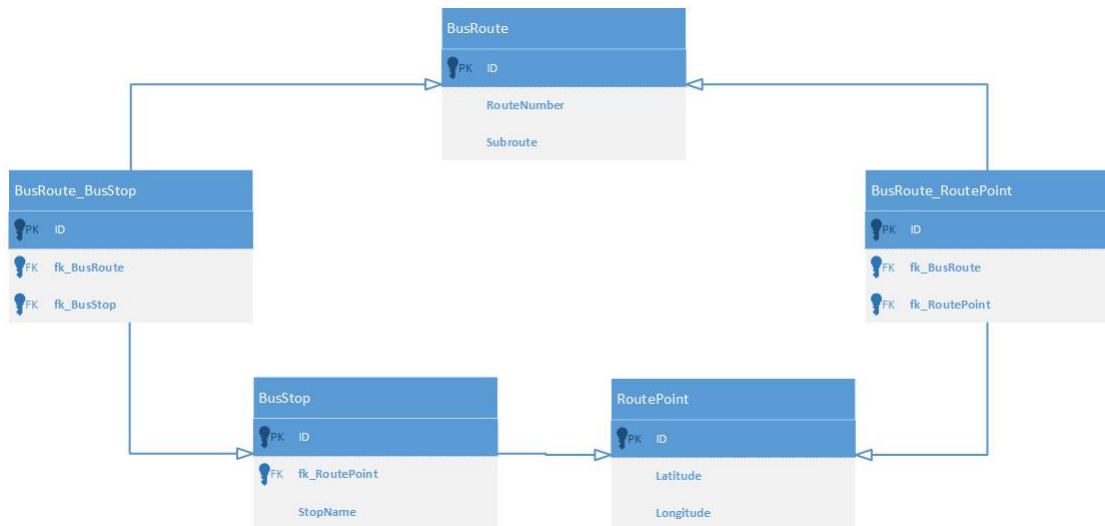 BusRoute
PK ID
RouteNumber
Subroute
BusRoute_BusStop
PK ID
FK fk_BusRoute
FK fk_BusStop
BusRoute_RoutePoint
PK ID
FK fk_BusRoute
FK fk_RoutePoint
BusStop
PK ID
FK fk_RoutePoint
StopName
RoutePoint
PK ID
Latitude
Longitude